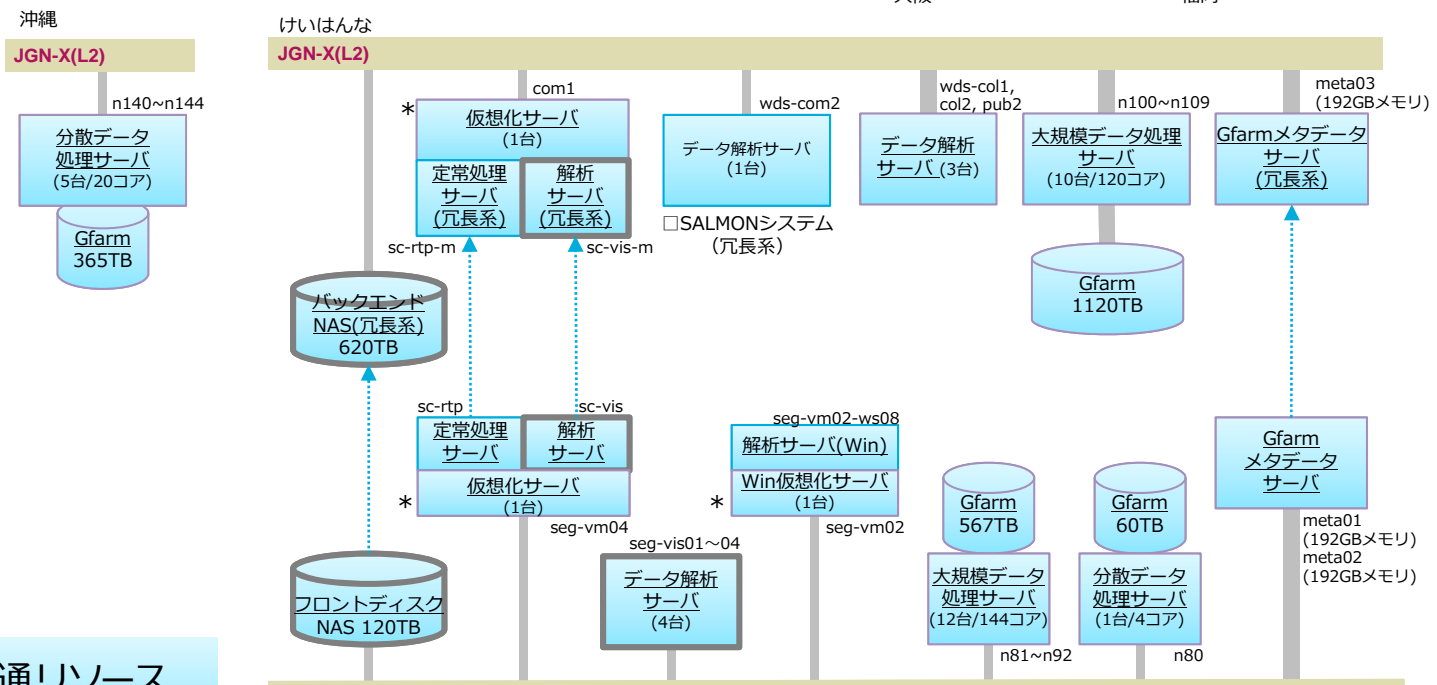 沖縄
JGN-X(L2)
n140~n144
分散データ
処理サーバ
(5台/20コア)
Gfarm
365TB
けいはんな
JGN-X(L2)
com1
*
仮想化サーバ
(1台)
定常処理
サーバ
(冗長系)
解析
サーバ
(冗長系)
sc-rtp-m
sc-vis-m
wds-com2
データ解析サーバ
(1台)
□SALMONシステム
(冗長系)
wds-col1,
col2, pub2
データ解析
サーバ(3台)
n100~n109
大規模データ処理
サーバ
(10台/120コア)
Gfarm
1120TB
meta03
(192GBメモリ)
Gfarmメタデータ
サーバ
(冗長系)
バックエンド
NAS(冗長系)
620TB
sc-rtp
sc-vis
定常処理
サーバ
解析
サーバ
*
仮想化サーバ
(1台)
seg-vm04
seg-vm02-ws08
解析サーバ(Win)
*
Win仮想化サーバ
(1台)
seg-vm02
Gfarm
メタデータ
サーバ
meta01
(192GBメモリ)
meta02
(192GBメモリ)
フロントディスク
NAS 120TB
seg-vis01~04
データ解析
サーバ
(4台)
Gfarm
567TB
大規模データ
処理サーバ
(12台/144コア)
n81~n92
Gfarm
60TB
分散データ
処理サーバ
(1台/4コア)
n80
通リソース